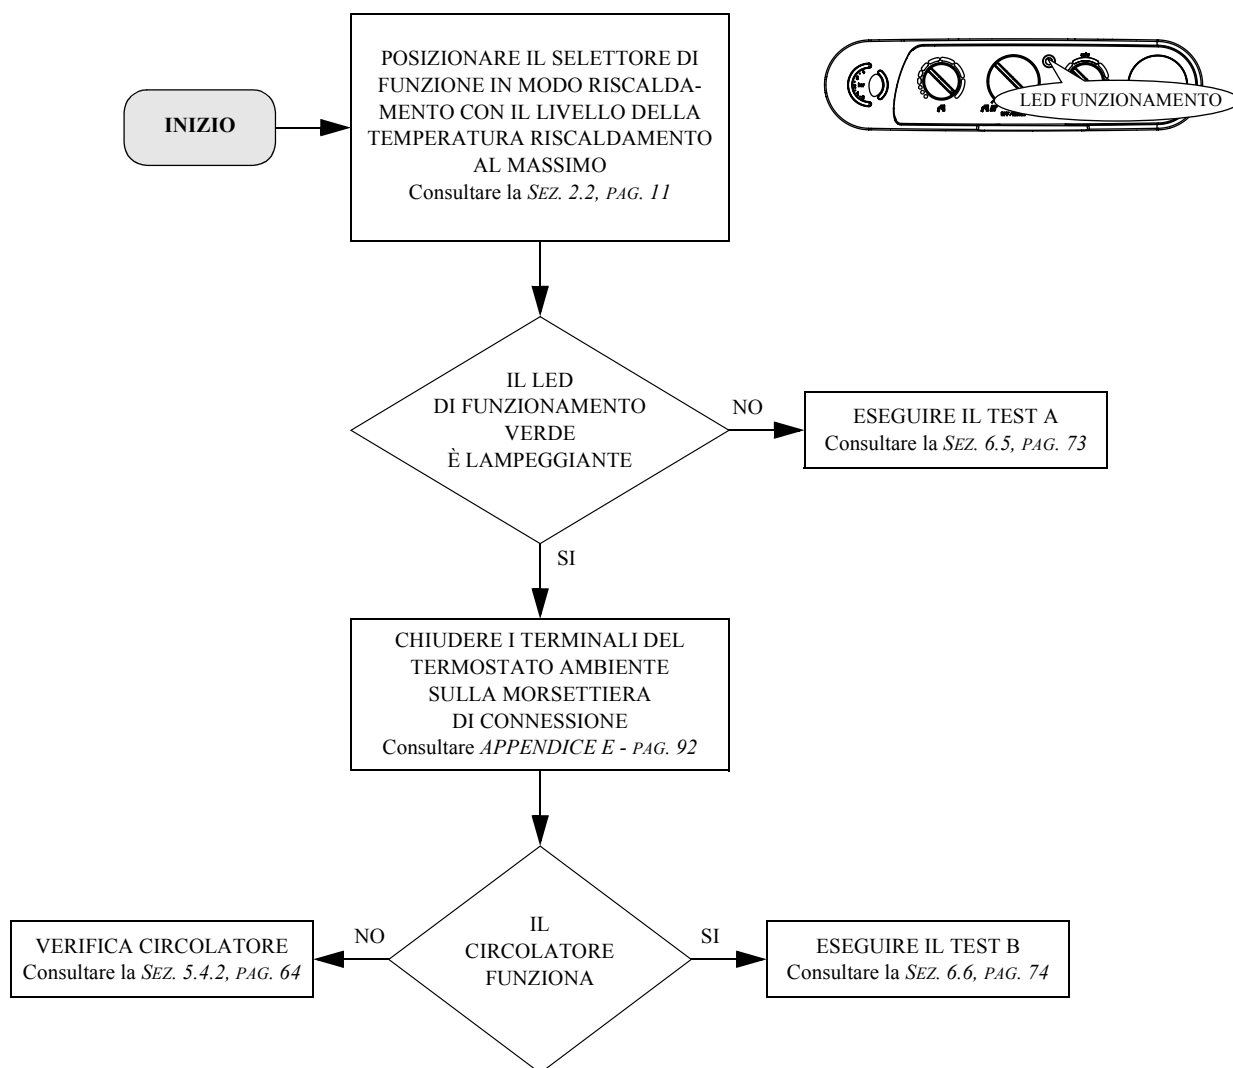 INIZIO
POSIZIONARE IL SELETTORE DI
FUNZIONE IN MODO RISCALDA-
MENTO CON IL LIVELLO DELLA
TEMPERATURA RISCALDAMENTO
AL MASSIMO
Consultare la SEZ. 2.2, PAG. 11
LED FUNZIONAMENTO
IL LED
DI FUNZIONAMENTO
VERDE
È LAMPEGGIANTE
NO
ESEGUIRE IL TEST A
Consultare la SEZ. 6.5, PAG. 73
SI
CHIUDERE I TERMINALI DEL
TERMOSTATO AMBIENTE
SULLA MORSETTIERA
DI CONNESSIONE
Consultare APPENDICE E - PAG. 92
IL
CIRCOLATORE
FUNZIONA
NO
VERIFICA CIRCOLATORE
Consultare la SEZ. 5.4.2, PAG. 64
SI
ESEGUIRE IL TEST B
Consultare la SEZ. 6.6, PAG. 74